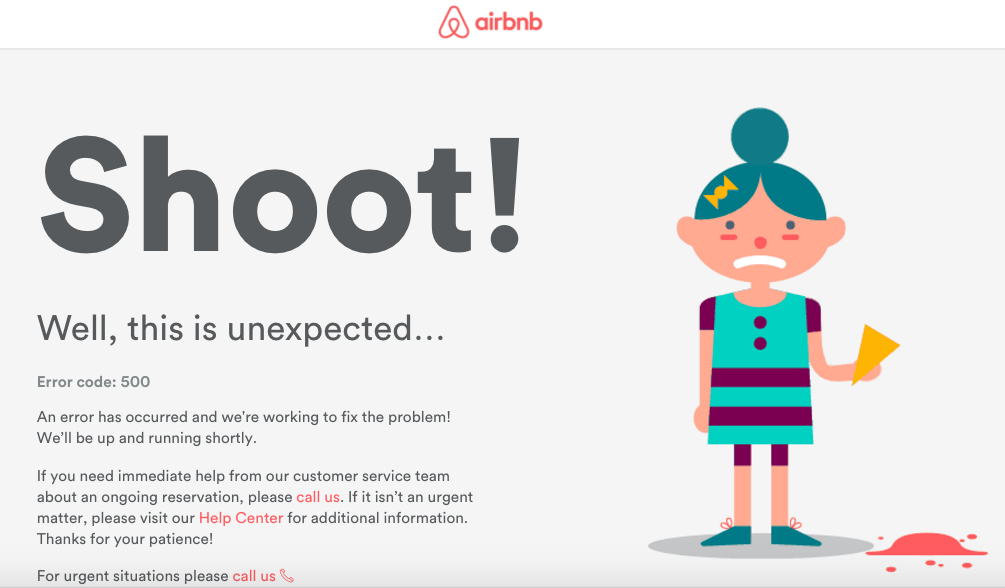 airbnb
Shoot!
Well, this is unexpected...
Error code: 500
An error has occurred and we're working to fix the problem!
We’ll be up and running shortly.
If you need immediate help from our customer service team
about an ongoing reservation, please call us. If it isn’t an urgent
matter, please visit our Help Center for additional information.
Thanks for your patience!
For urgent situations please call us